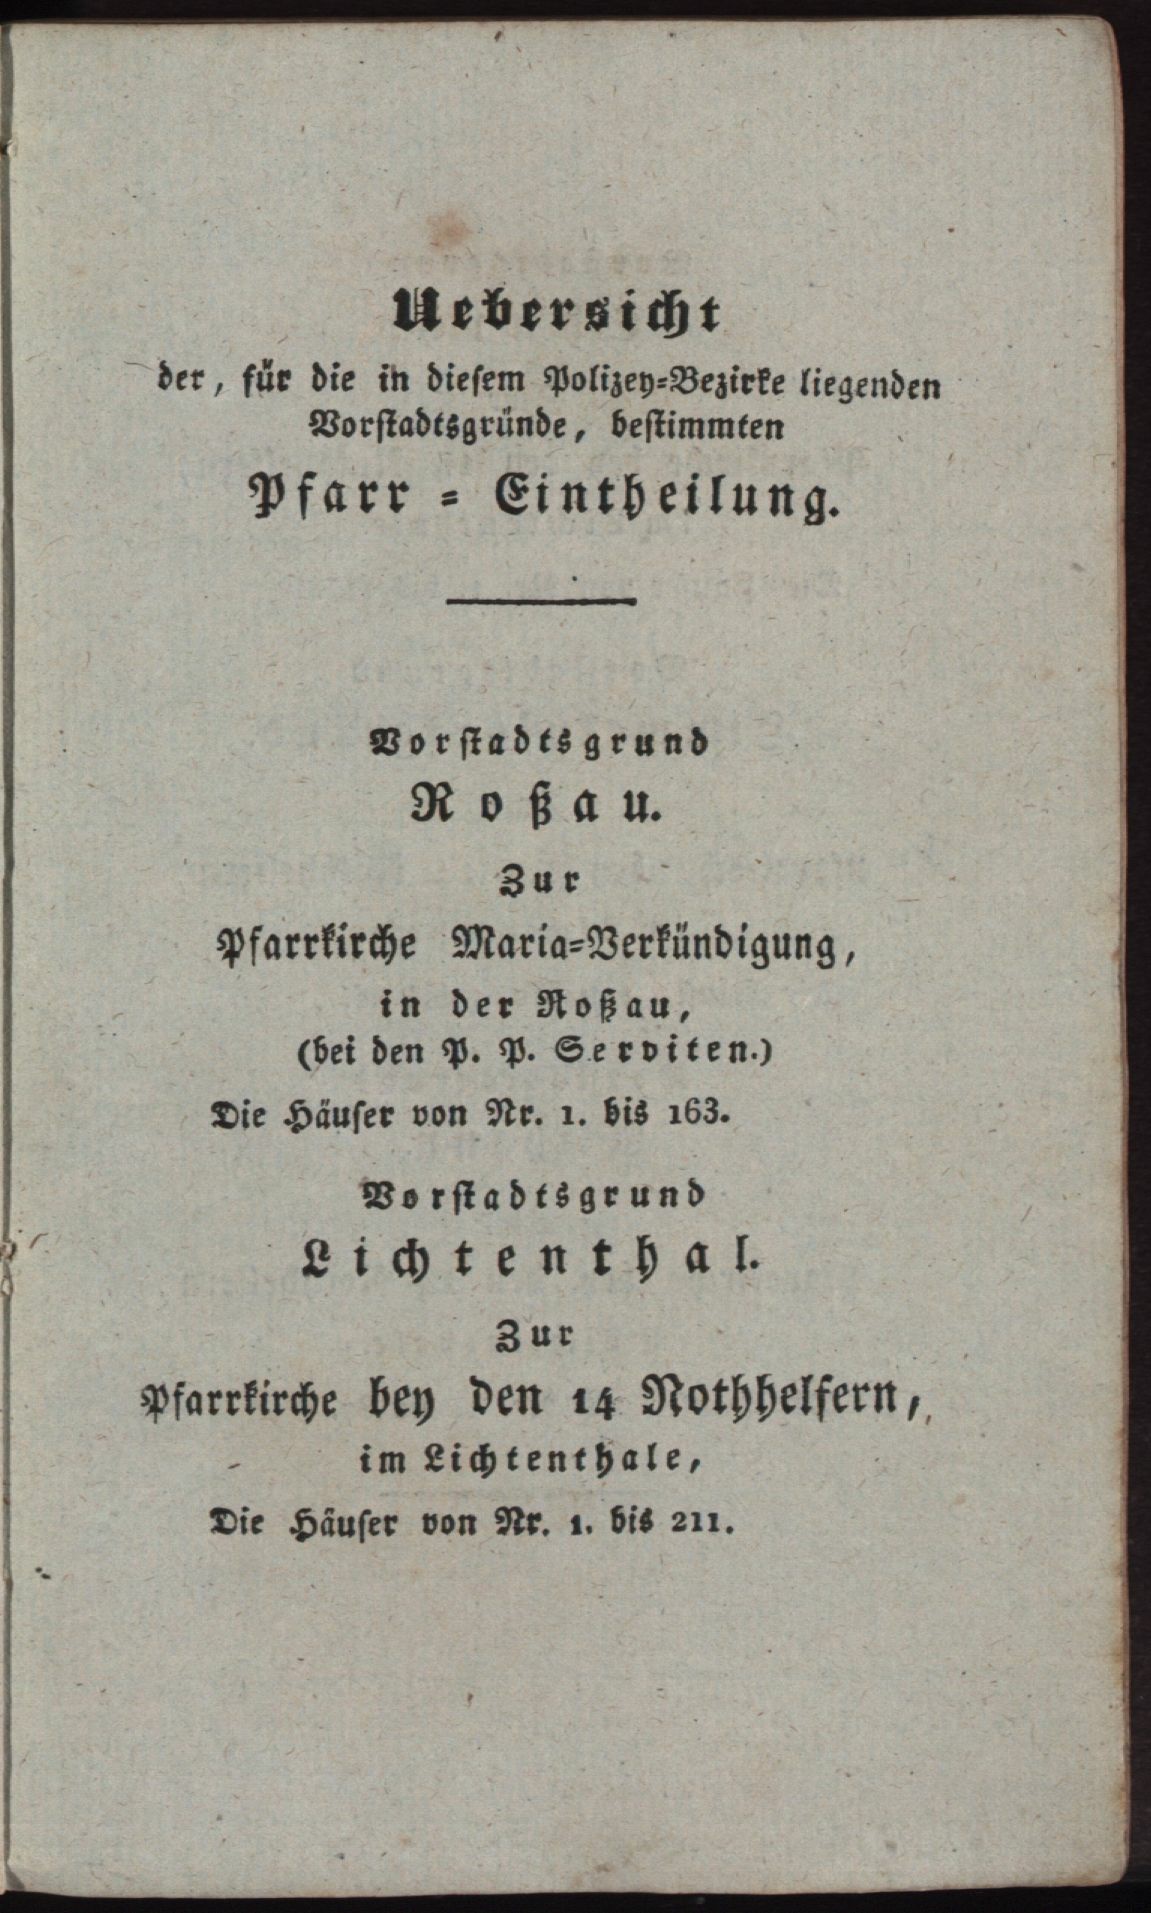 Uebersicht
der, für die in diesem Polizey-Bezirke liegenden
Vorstadtsgründe, bestimmten
Pfarr-Eintheilung.
Vorstadtsgrund
Roßau.
Zur
Pfarrkirche Maria-Verkündigung,
in der Roßau,
(bei den P. P. Serviten.)
Die Häuser von Nr. 1. bis 163.
Vorstadtsgrund
Lichtenthal.
Zur
Pfarrkirche bey den 14 Nothhelfern,
im Lichtenthale,
Die Häuser von Nr. 1. bis 211.